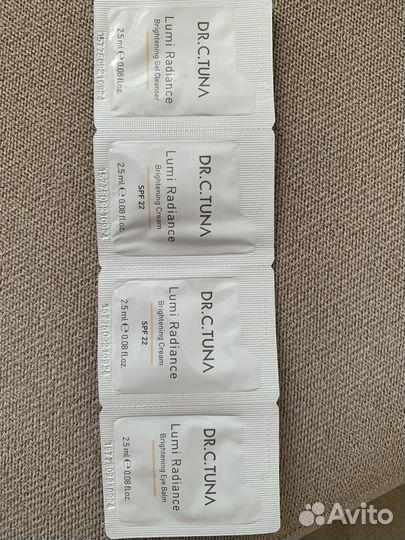 DR.C.TUNA
Lumi Radiance
Brightening Gel Cleanser
2.5 ml ℮ 0.08 fl.oz.
DR.C.TUNA
Lumi Radiance
Brightening Cream
SPF 22
2.5 ml ℮ 0.08 fl.oz.
DR.C.TUNA
Lumi Radiance
Brightening Cream
SPF 22
2.5 ml ℮ 0.08 fl.oz.
DR.C.TUNA
Lumi Radiance
Brightening Eye Balm
2.5 ml ℮ 0.08 fl.oz.
Avito